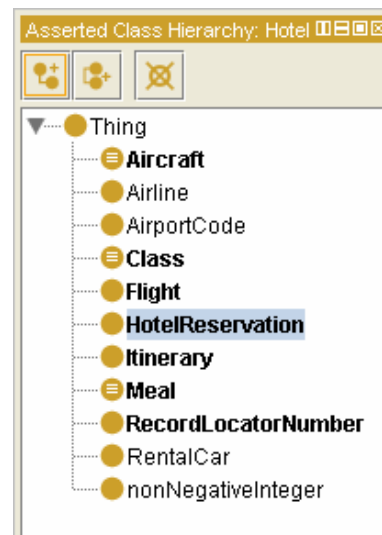 Asserted Class Hierarchy: Hotel
Thing
Aircraft
Airline
AirportCode
Class
Flight
HotelReservation
Itinerary
Meal
RecordLocatorNumber
RentalCar
nonNegativeInteger